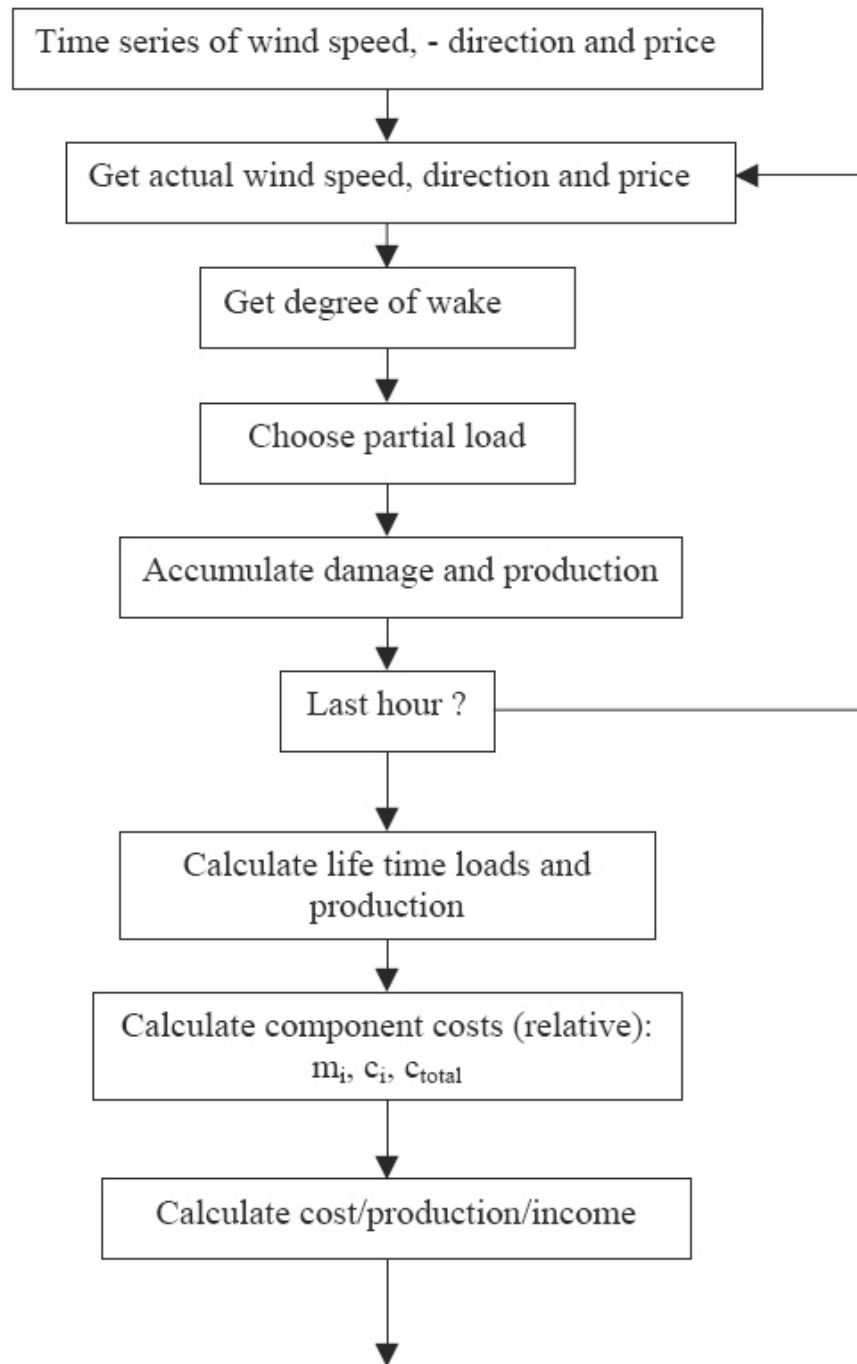 Time series of wind speed, - direction and price
Get actual wind speed, direction and price
Get degree of wake
Choose partial load
Accumulate damage and production
Last hour ?
Calculate life time loads and
production
Calculate component costs (relative):
mᵢ, cᵢ, c_total
Calculate cost/production/income